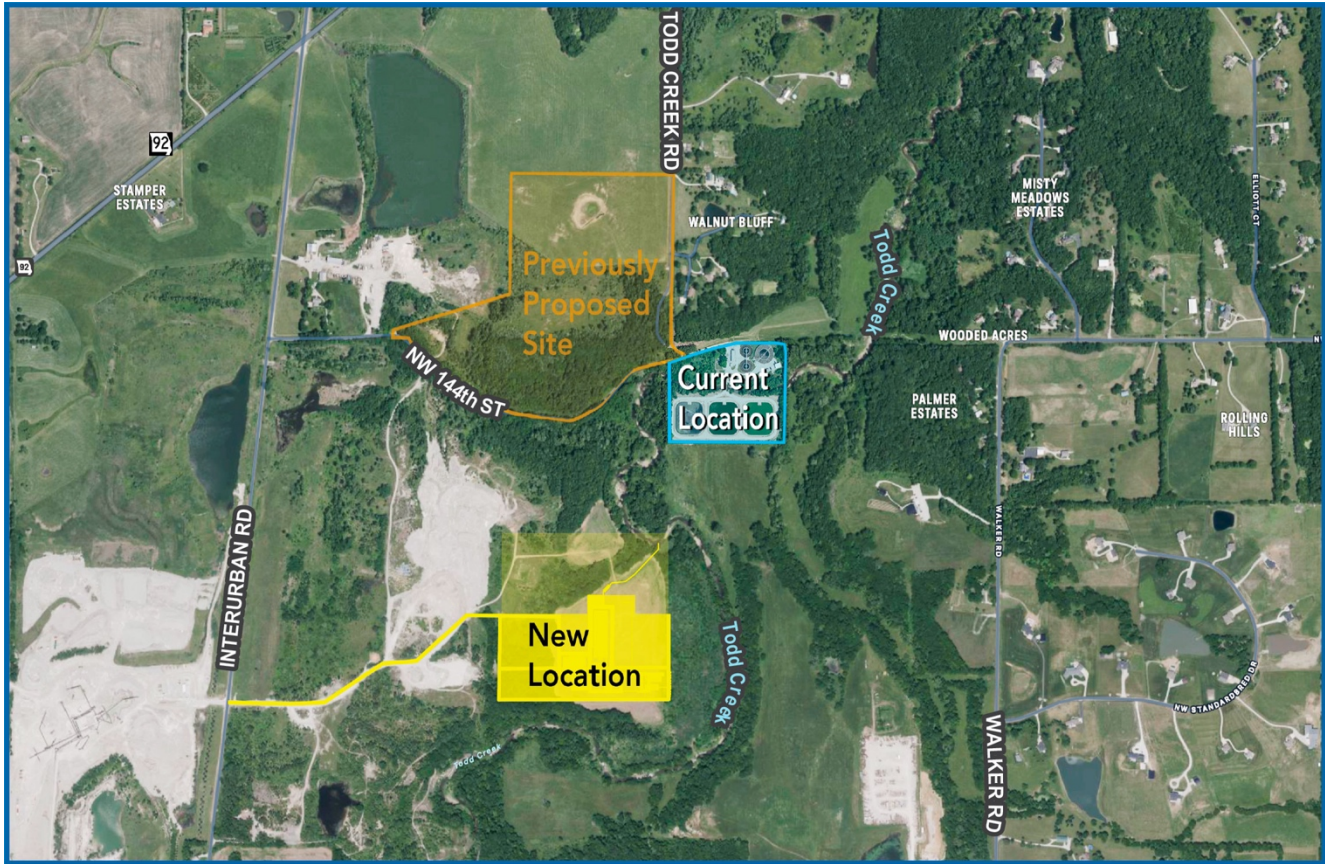 TODD CREEK RD
92
STAMPER
ESTATES
92
WALNUT BLUFF
MISTY
MEADOWS
ESTATES
ELLIOTT CT
Previously
Proposed
Site
Todd Creek
WOODED ACRES
N
NW 144th ST
Current
Location
PALMER
ESTATES
ROLLING
HILLS
INTERURBAN RD
WALKER RD
New
Location
Todd Creek
Todd Creek
NW STANDARDSBRED DR
WALKER RD